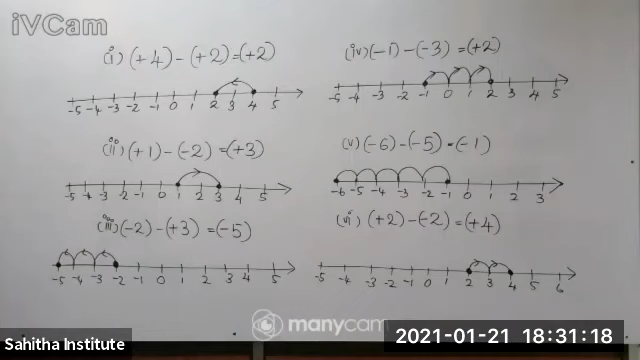 iVCam
(i) (+4) - (+2) = (+2)
-5 -4 -3 -2 -1 0 1 2 3 4 5
(ii) (+1) - (-2) = (+3)
-5 -4 -3 -2 -1 0 1 2 3 4 5
(iii) (-2) - (+3) = (-5)
-5 -4 -3 -2 -1 0 1 2 3 4 5
(iv) (-1) - (-3) = (+2)
-5 -4 -3 -2 -1 0 1 2 3 4 5
(v) (-6) - (-5) = (-1)
-6 -5 -4 -3 -2 -1 0 1 2 3
(vi) (+2) - (-2) = (+4)
-5 -4 -3 -2 -1 0 1 2 3 4 5 6
manycam
Sahitha Institute
2021-01-21 18:31:18